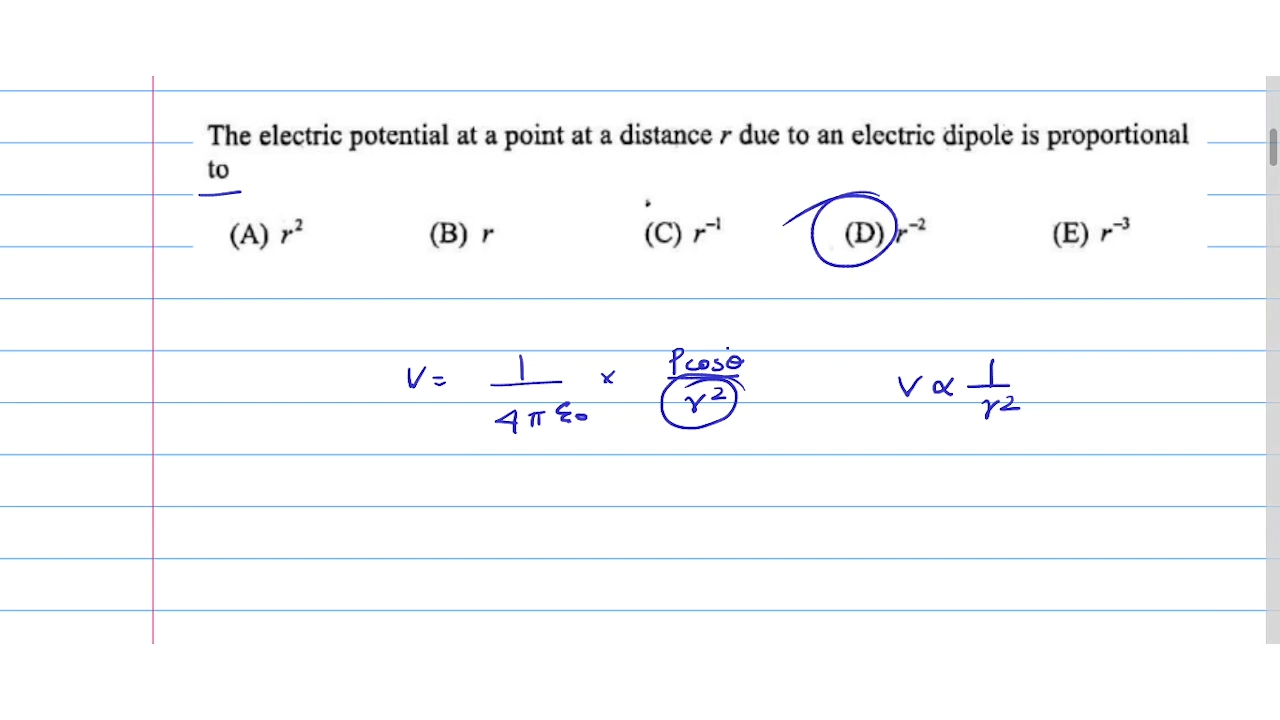 The electric potential at a point at a distance r due to an electric dipole is proportional
to
(A) r² (B) r (C) r⁻¹ (D) r⁻² (E) r⁻³
V = 1/4πε₀ × Pcosθ/r² V ∝ 1/r²